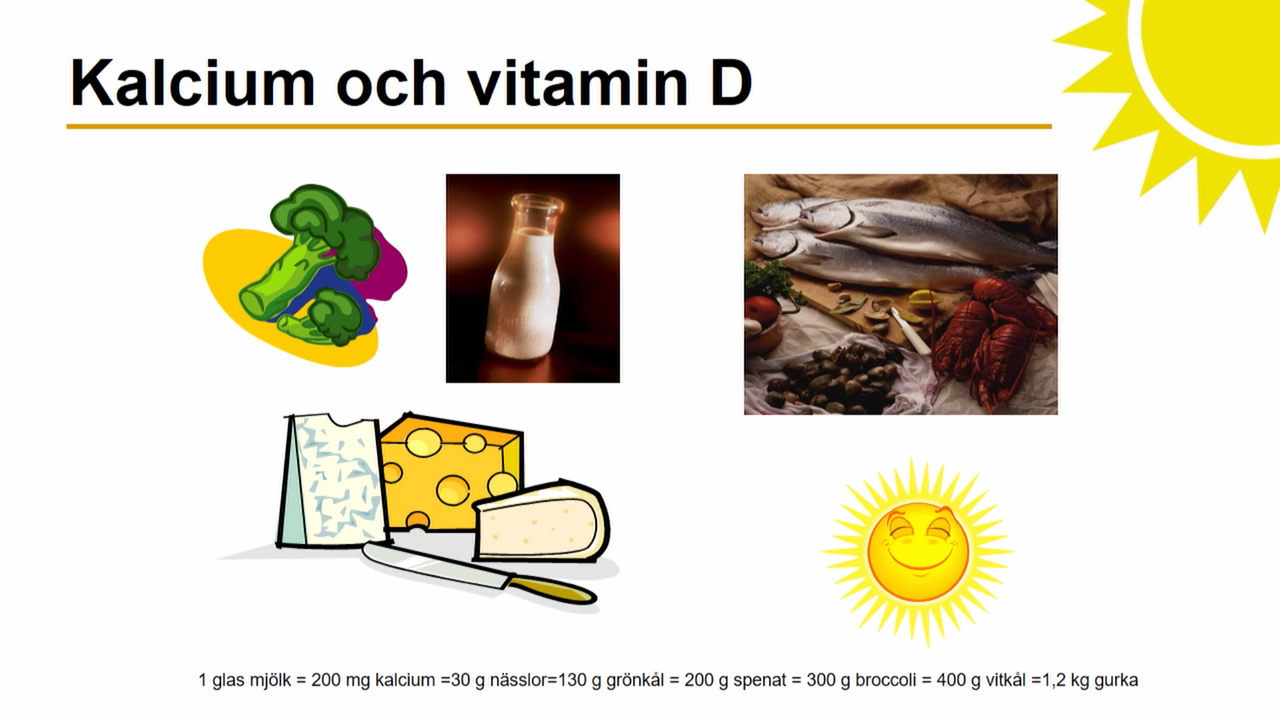 Kalcium och vitamin D
1 glas mjölk = 200 mg kalcium =30 g nässlor=130 g grönkål = 200 g spenat = 300 g broccoli = 400 g vitkål =1,2 kg gurka